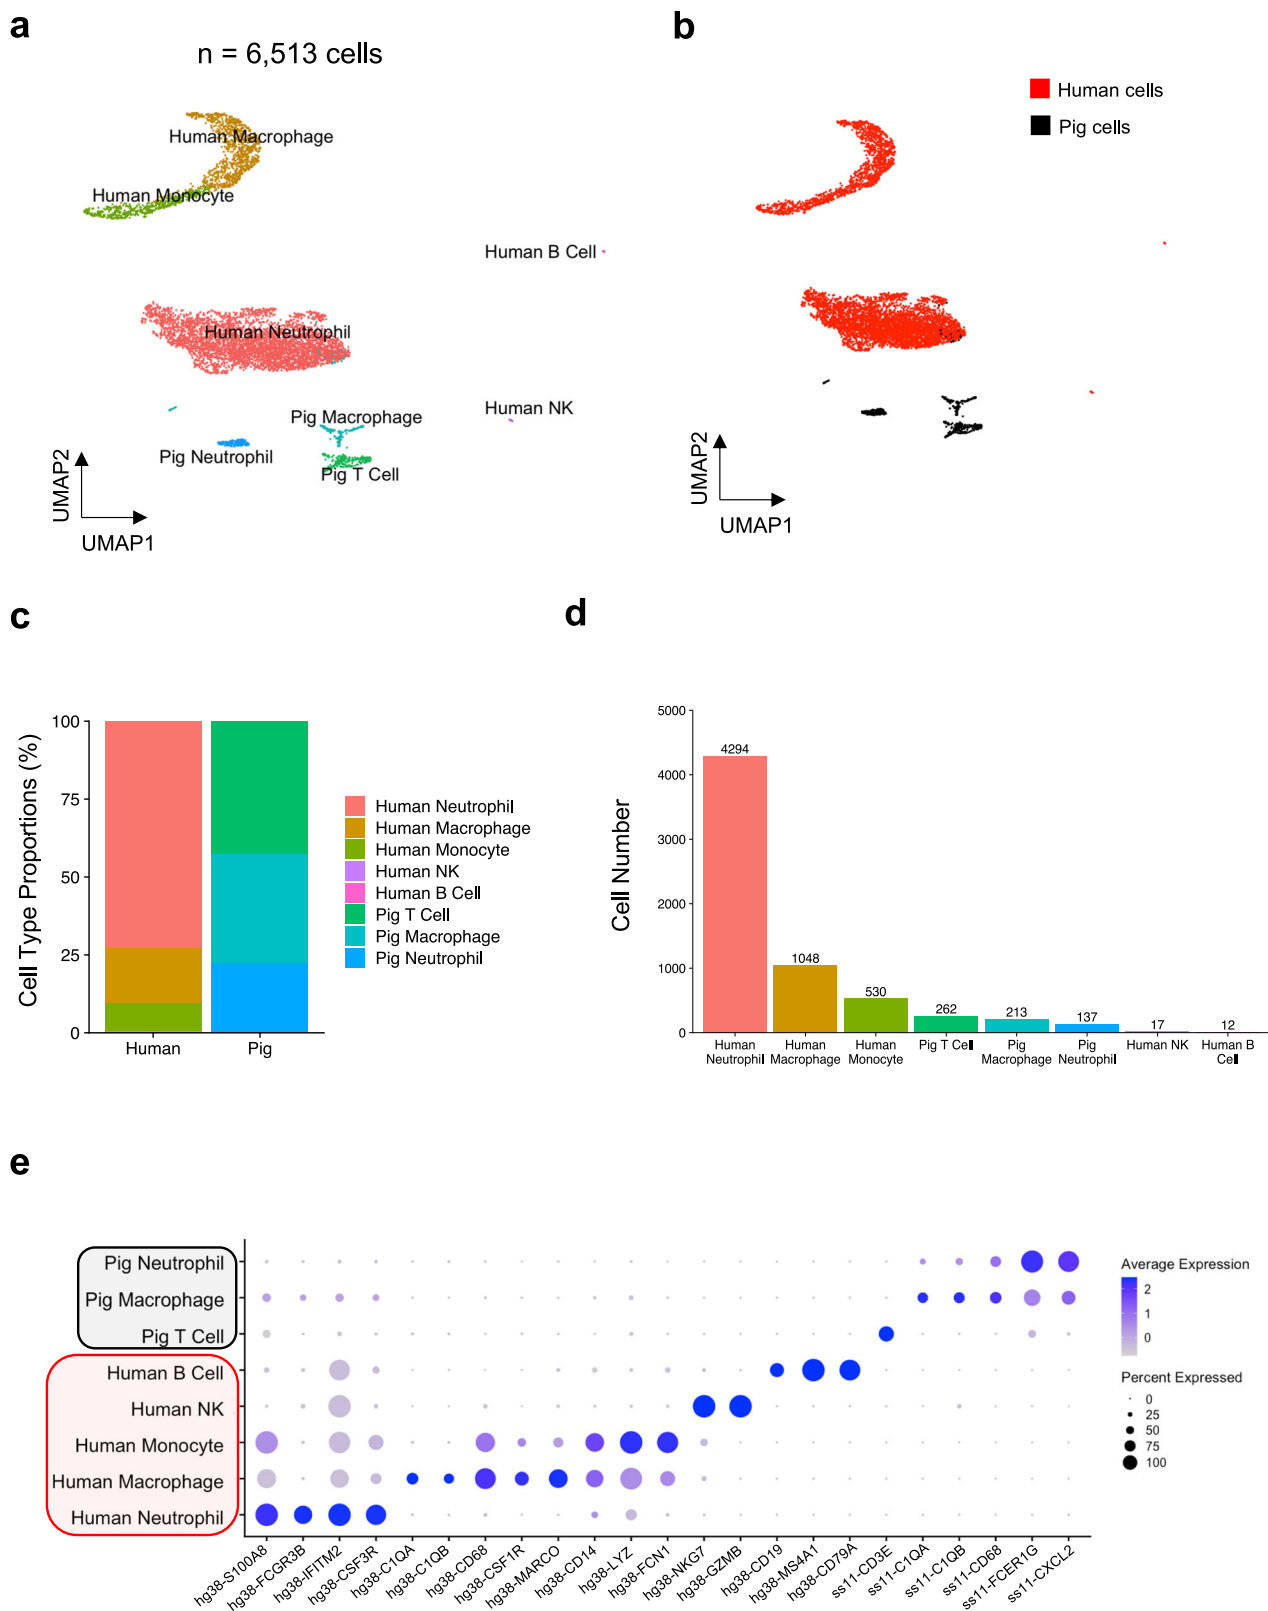 a
n = 6,513 cells
Human Macrophage
Human Monocyte
Human B Cell
Human Neutrophil
Human NK
Pig Macrophage
Pig Neutrophil
Pig T Cell
UMAP2
UMAP1
b
Human cells
Pig cells
UMAP2
UMAP1
c
Cell Type Proportions (%)
100
75
50
25
0
Human
Pig
Human Neutrophil
Human Macrophage
Human Monocyte
Human NK
Human B Cell
Pig T Cell
Pig Macrophage
Pig Neutrophil
d
Cell Number
5000
4000
3000
2000
1000
0
4294
1048
530
262
213
137
17
12
Human
Neutrophil
Human
Macrophage
Human
Monocyte
Pig T Cell
Pig
Macrophage
Pig
Neutrophil
Human NK
Human B
Cell
e
Pig Neutrophil
Pig Macrophage
Pig T Cell
Human B Cell
Human NK
Human Monocyte
Human Macrophage
Human Neutrophil
hg38-S100A8
hg38-FCGR3B
hg38-IFITM2
hg38-CSF3R
hg38-C1QA
hg38-C1QB
hg38-CD68
hg38-CSF1R
hg38-MARCO
hg38-CD14
hg38-LYZ
hg38-FCN1
hg38-NKG7
hg38-GZMB
hg38-CD19
hg38-MS4A1
hg38-CD79A
ss11-CD3E
ss11-C1QA
ss11-C1QB
ss11-CD68
ss11-FCER1G
ss11-CXCL2
Average Expression
2
1
0
Percent Expressed
0
25
50
75
100